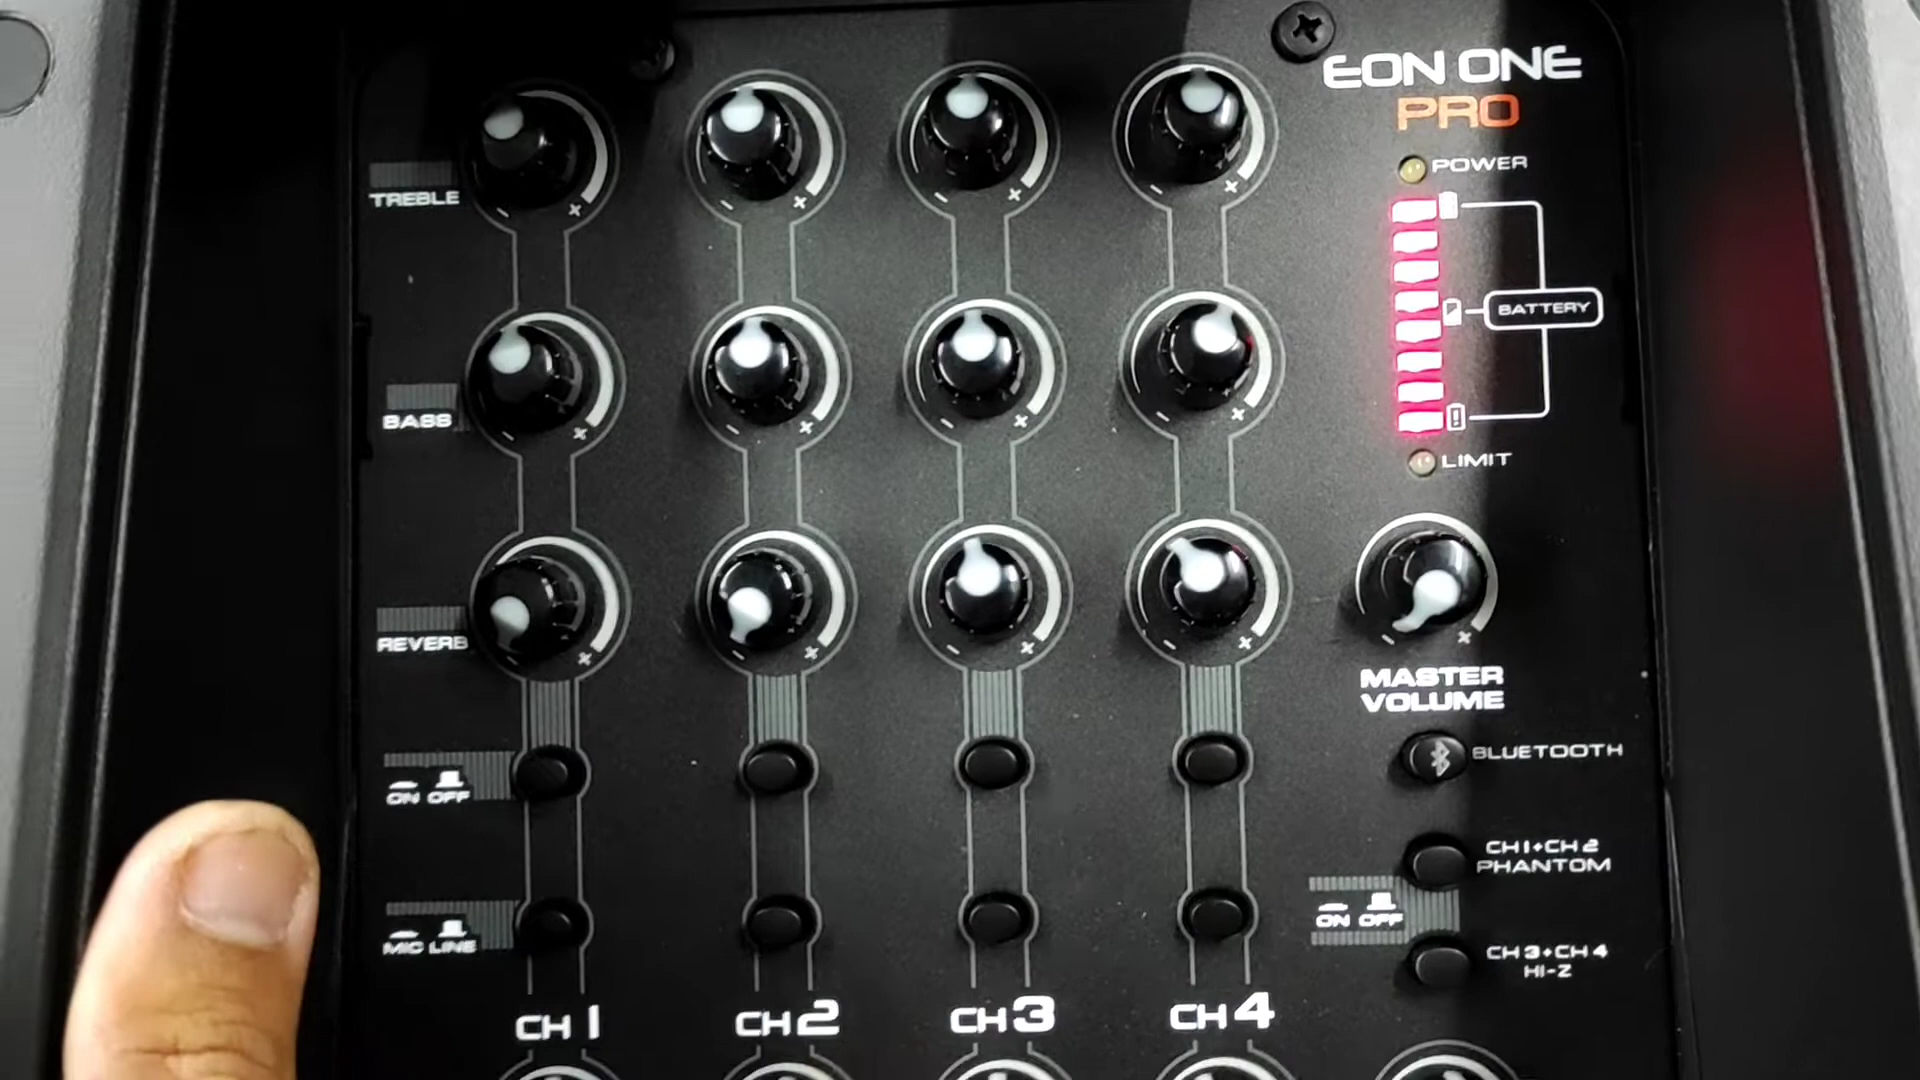 EON ONE
PRO
POWER
TREBLE
- +
- +
- +
- +
BATTERY
BASS
- +
- +
- +
- +
LIMIT
REVERB
- +
- +
- +
- +
- +
MASTER
VOLUME
BLUETOOTH
ON OFF
CH1+CH2
PHANTOM
ON OFF
MIC LINE
CH3+CH4
HI-Z
CH 1
CH 2
CH 3
CH 4